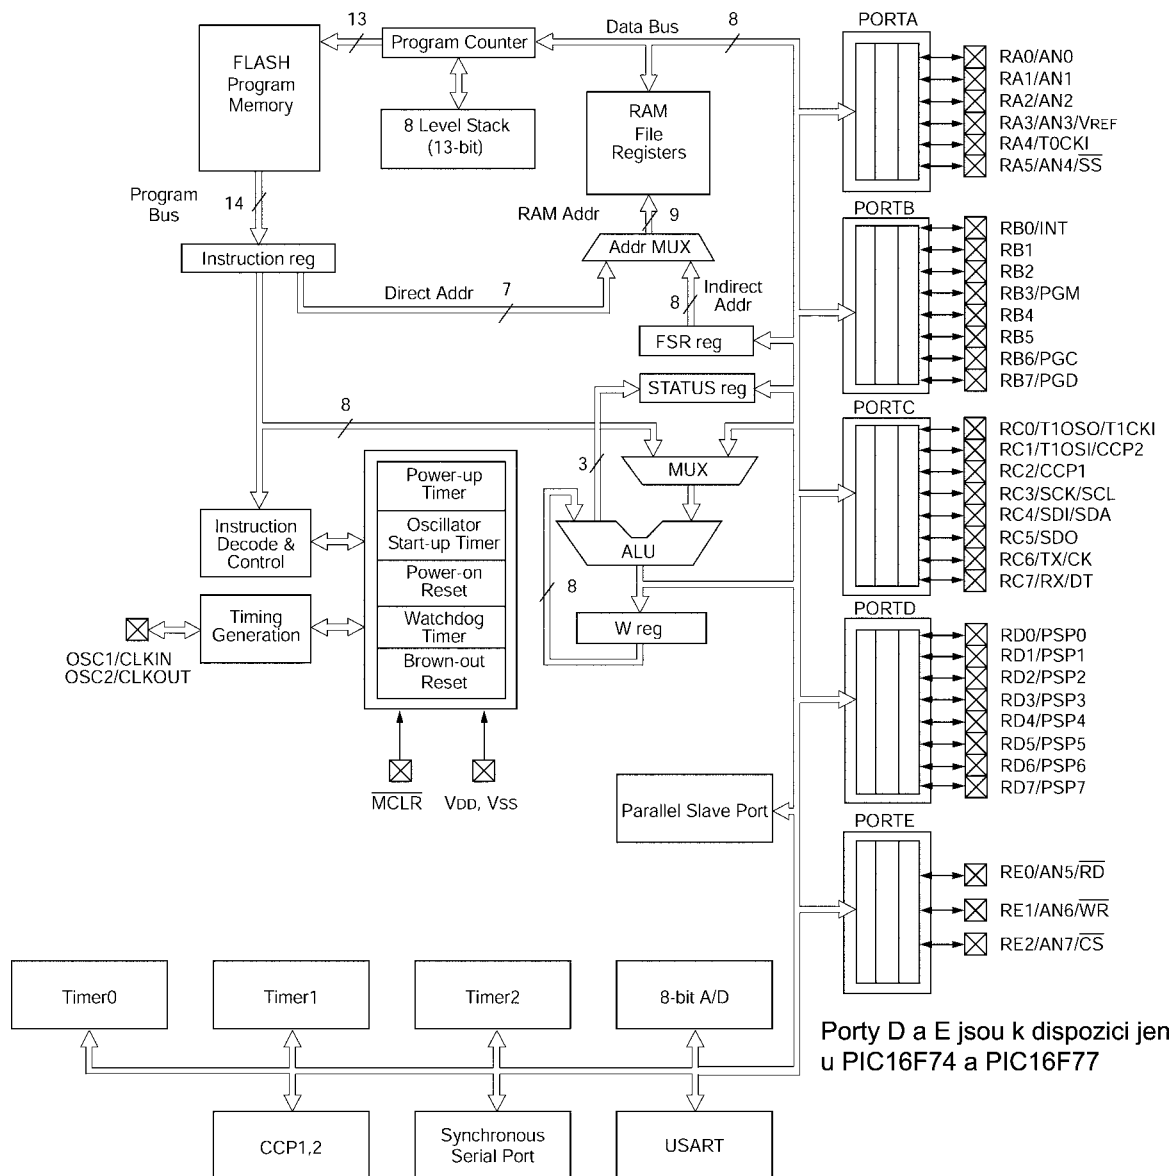 13
Data Bus
8
PORTA
FLASH
Program
Memory
Program Counter
8 Level Stack
(13-bit)
RAM
File
Registers
RA0/AN0
RA1/AN1
RA2/AN2
RA3/AN3/VREF
RA4/T0CKI
RA5/AN4/SS
Program
Bus
14
RAM Addr
9
PORTB
Instruction reg
Addr MUX
Direct Addr
7
Indirect
Addr
8
FSR reg
STATUS reg
RB0/INT
RB1
RB2
RB3/PGM
RB4
RB5
RB6/PGC
RB7/PGD
PORTC
8
3
MUX
RC0/T1OSO/T1CKI
RC1/T1OSI/CCP2
RC2/CCP1
RC3/SCK/SCL
RC4/SDI/SDA
RC5/SDO
RC6/TX/CK
RC7/RX/DT
Power-up
Timer
Oscillator
Start-up Timer
Power-on
Reset
Watchdog
Timer
Brown-out
Reset
Instruction
Decode &
Control
ALU
8
W reg
Timing
Generation
OSC1/CLKIN
OSC2/CLKOUT
MCLR
VDD, VSS
PORTD
RD0/PSP0
RD1/PSP1
RD2/PSP2
RD3/PSP3
RD4/PSP4
RD5/PSP5
RD6/PSP6
RD7/PSP7
Parallel Slave Port
PORTE
RE0/AN5/RD
RE1/AN6/WR
RE2/AN7/CS
Timer0
Timer1
Timer2
8-bit A/D
Porty D a E jsou k dispozici jen
u PIC16F74 a PIC16F77
CCP1,2
Synchronous
Serial Port
USART